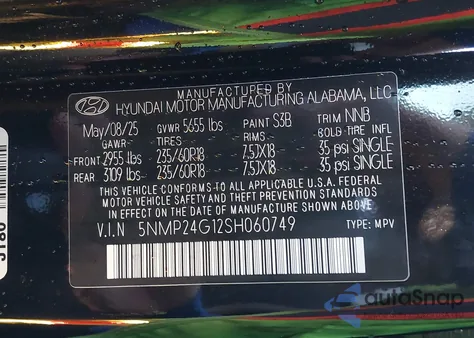 MANUFACTURED BY
HYUNDAI MOTOR MANUFACTURING ALABAMA, LLC.
May/08/25 GVWR 5655 lbs PAINT S3B TRIM NNB
GAWR- TIRES RIMS COLD TIRE INFL
FRONT 2955 lbs 235/60R18 7.5JX18 35 psi SINGLE
REAR 3109 lbs 235/60R18 7.5JX18 35 psi SINGLE
THIS VEHICLE CONFORMS TO ALL APPLICABLE U.S.A. FEDERAL
MOTOR VEHICLE SAFETY AND THEFT PREVENTION STANDARDS
IN EFFECT ON THE DATE OF MANUFACTURE SHOWN ABOVE.
V.I.N 5NMP24G12SH060749 TYPE: MPV
autoSnap